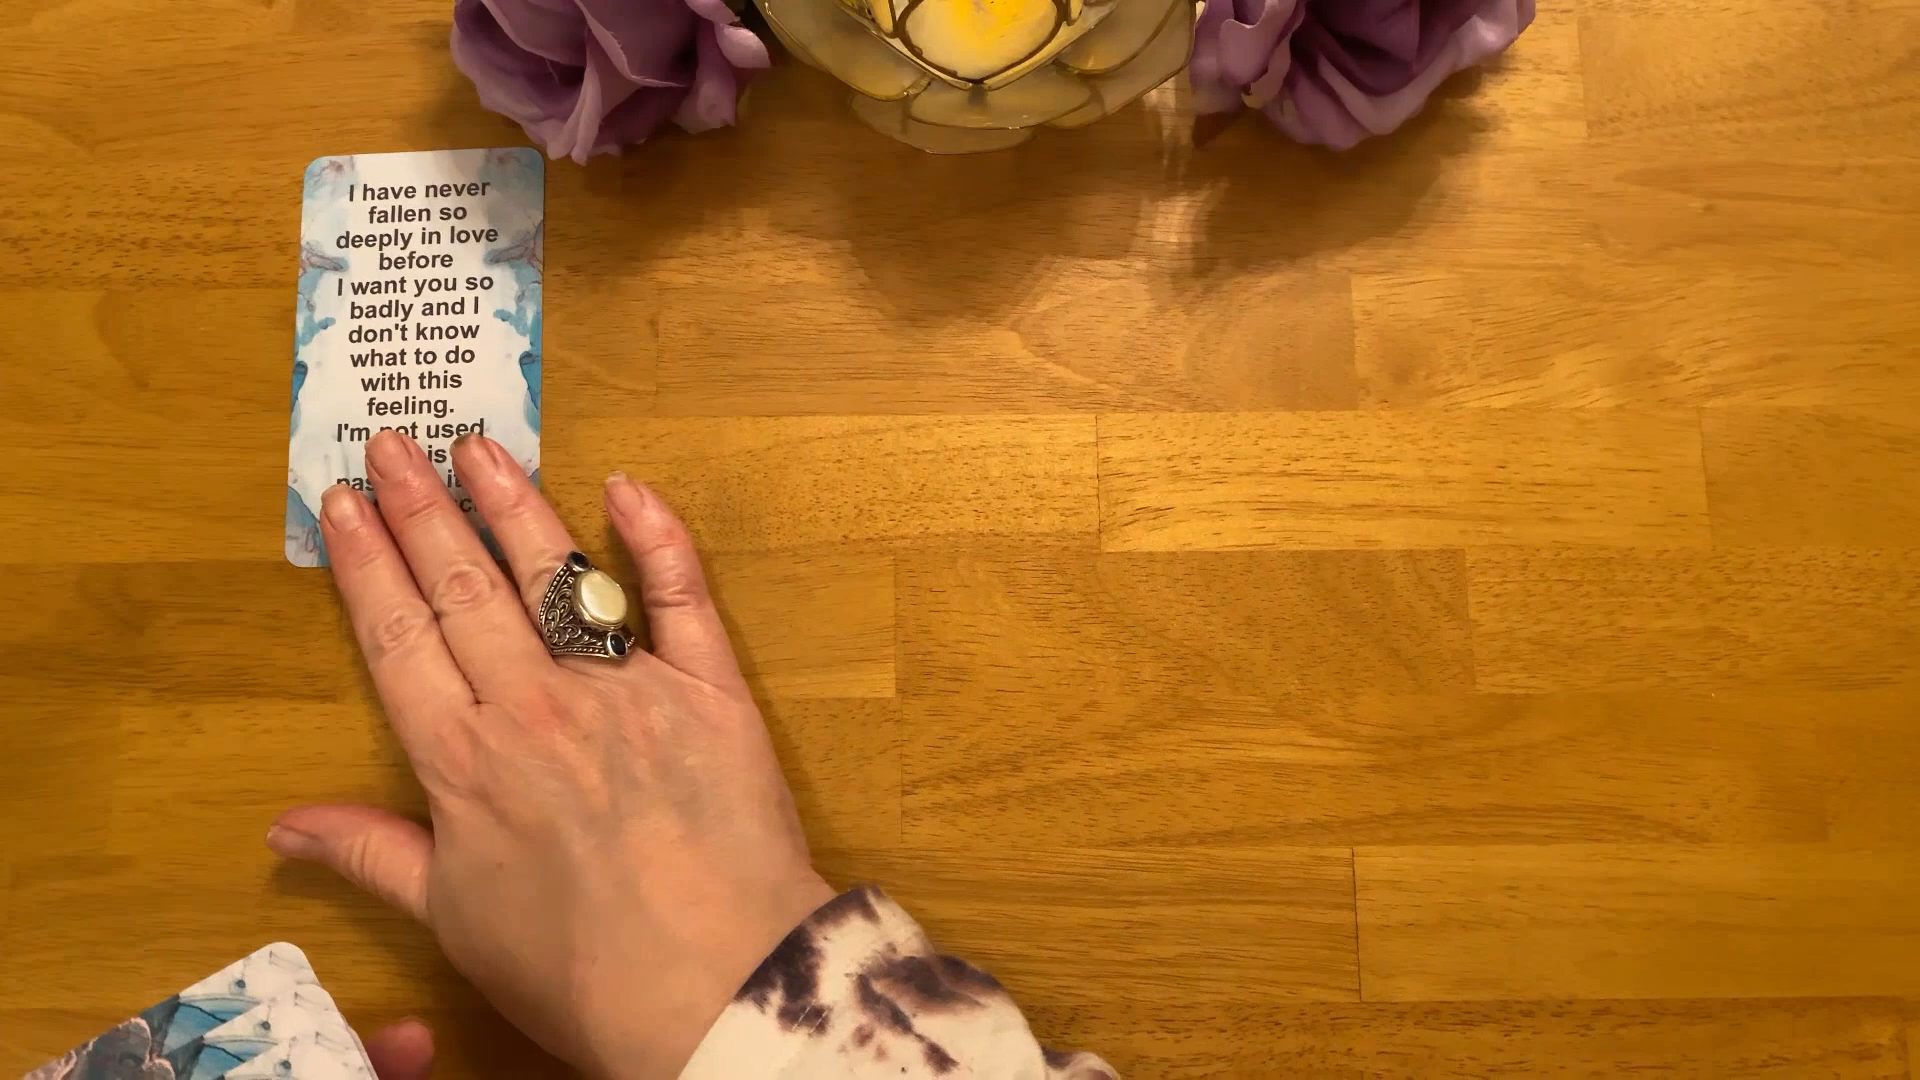 I have never
fallen so
deeply in love
before
I want you so
badly and I
don't know
what to do
with this
feeling.
I'm not used
is